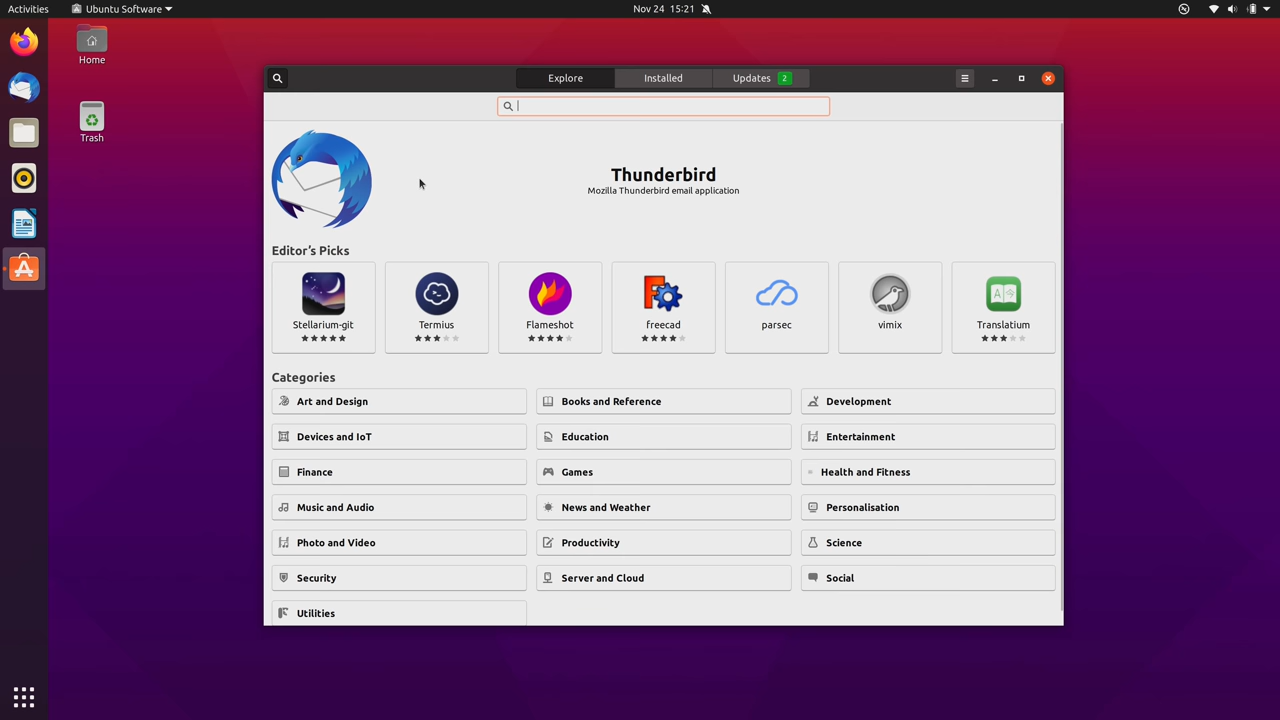 Activities
Ubuntu Software
Nov 24 15:21
Home
Trash
Explore
Installed
Updates 2
Thunderbird
Mozilla Thunderbird email application
Editor's Picks
Stellarium-git
Termius
Flameshot
freecad
parsec
vimix
Translatium
Categories
Art and Design
Books and Reference
Development
Devices and IoT
Education
Entertainment
Finance
Games
Health and Fitness
Music and Audio
News and Weather
Personalisation
Photo and Video
Productivity
Science
Security
Server and Cloud
Social
Utilities